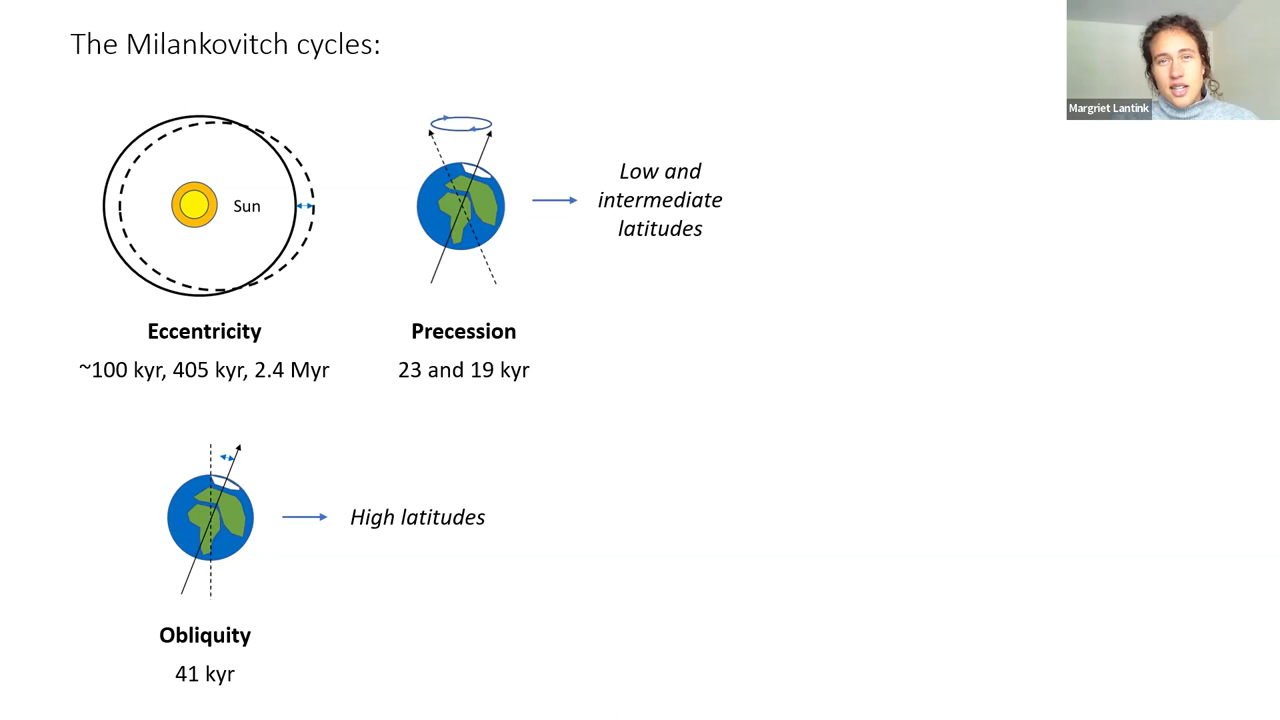 The Milankovitch cycles:
Margriet Lantink
Sun
Low and
intermediate
latitudes
Eccentricity
~100 kyr, 405 kyr, 2.4 Myr
Precession
23 and 19 kyr
High latitudes
Obliquity
41 kyr